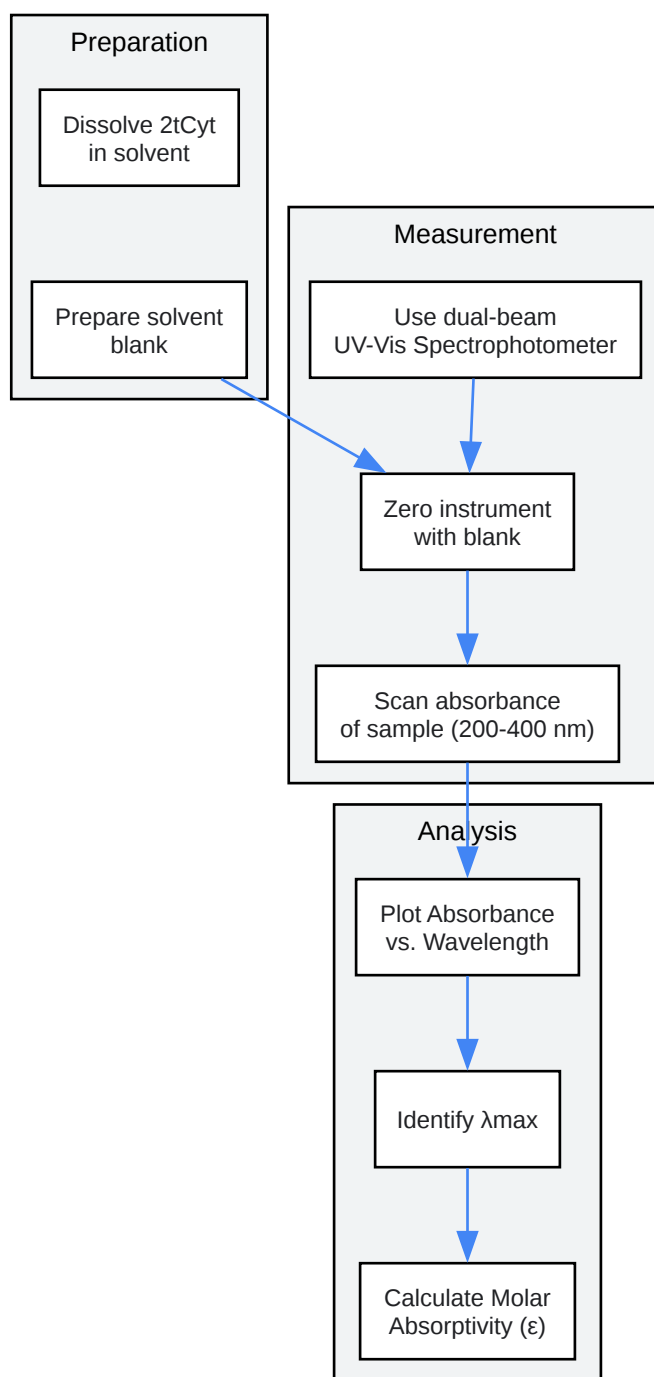 Preparation
Dissolve 2tCyt
in solvent
Prepare solvent
blank
Measurement
Use dual-beam
UV-Vis Spectrophotometer
Zero instrument
with blank
Scan absorbance
of sample (200-400 nm)
Analysis
Plot Absorbance
vs. Wavelength
Identify λmax
Calculate Molar
Absorptivity (ε)